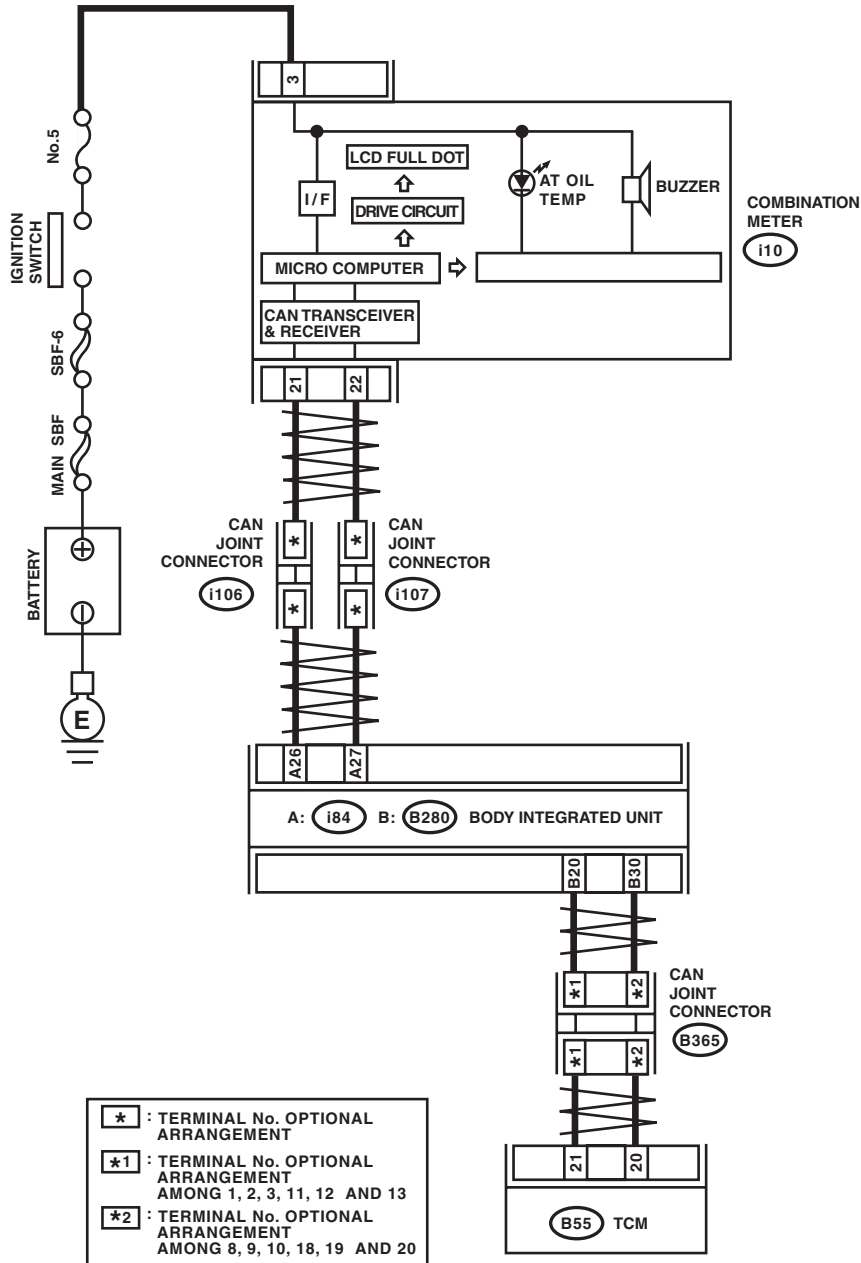 3
No.5
IGNITION
SWITCH
SBF-6
MAIN SBF
BATTERY
E
LCD FULL DOT
I/F
DRIVE CIRCUIT
MICRO COMPUTER
CAN TRANSCEIVER
& RECEIVER
AT OIL
TEMP
BUZZER
COMBINATION
METER
i10
21
22
CAN
JOINT
CONNECTOR
i106
*
*
*
*
CAN
JOINT
CONNECTOR
i107
A26
A27
A: i84 B: B280 BODY INTEGRATED UNIT
B20
B30
*1
*2
*1
*2
CAN
JOINT
CONNECTOR
B365
21
20
B55 TCM
* : TERMINAL No. OPTIONAL
ARRANGEMENT
*1 : TERMINAL No. OPTIONAL
ARRANGEMENT
AMONG 1, 2, 3, 11, 12 AND 13
*2 : TERMINAL No. OPTIONAL
ARRANGEMENT
AMONG 8, 9, 10, 18, 19 AND 20